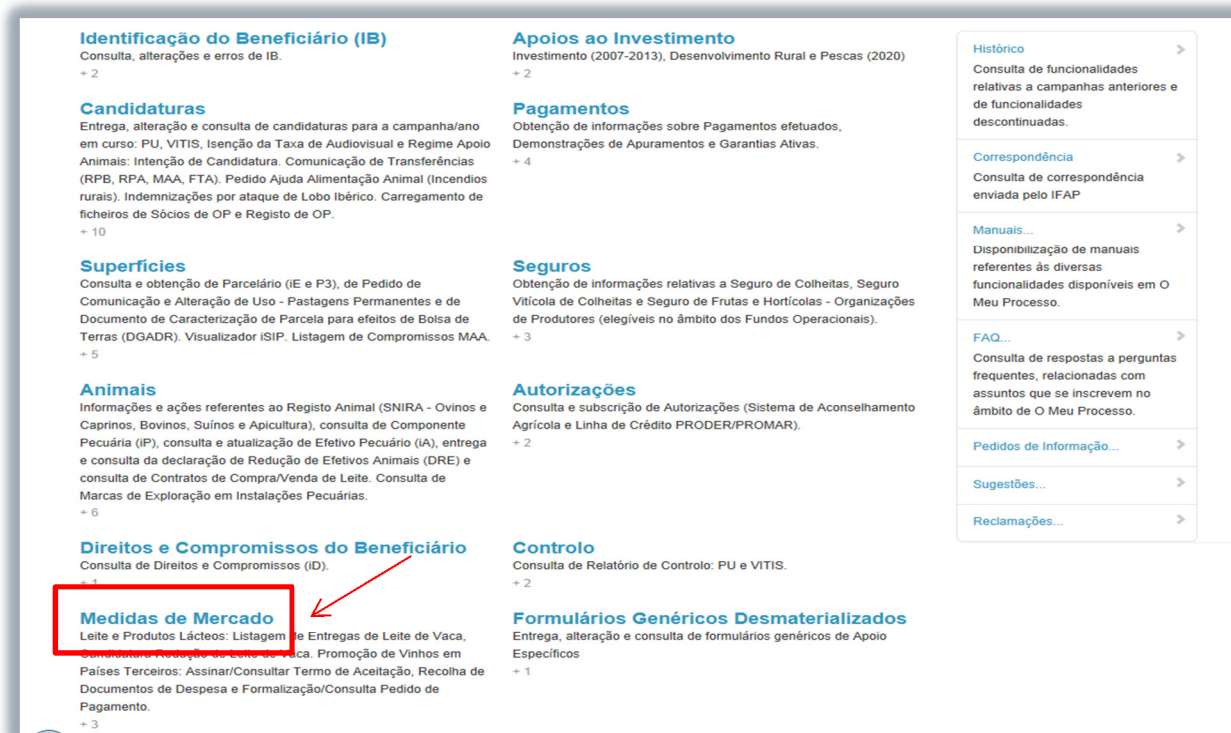 Identificação do Beneficiário (IB)
Consulta, alterações e erros de IB.
+ 2
Candidaturas
Entrega, alteração e consulta de candidaturas para a campanha/ano
em curso: PU, VITIS, Isenção da Taxa de Audiovisual e Regime Apoio
Animais: Intenção de Candidatura. Comunicação de Transferências
(RPB, RPA, MAA, FTA). Pedido Ajuda Alimentação Animal (Incendios
rurais). Indemnizações por ataque de Lobo Ibérico. Carregamento de
ficheiros de Sócios de OP e Registo de OP.
+ 10
Superfícies
Consulta e obtenção de Parcelário (iE e P3), de Pedido de
Comunicação e Alteração de Uso - Pastagens Permanentes e de
Documento de Caracterização de Parcela para efeitos de Bolsa de
Terras (DGADR). Visualizador iSIP. Listagem de Compromissos MAA.
+ 5
Animais
Informações e ações referentes ao Registo Animal (SNIRA - Ovinos e
Caprinos, Bovinos, Suínos e Apicultura), consulta de Componente
Pecuária (iP), consulta e atualização de Efetivo Pecuário (iA), entrega
e consulta da declaração de Redução de Efetivos Animais (DRE) e
consulta de Contratos de Compra/Venda de Leite. Consulta de
Marcas de Exploração em Instalações Pecuárias.
+ 6
Direitos e Compromissos do Beneficiário
Consulta de Direitos e Compromissos (iD).
+ 1
Medidas de Mercado
Leite e Produtos Lácteos: Listagem de Entregas de Leite de Vaca,
Candidatura Redução de Leite de Vaca. Promoção de Vinhos em
Países Terceiros: Assinar/Consultar Termo de Aceitação, Recolha de
Documentos de Despesa e Formalização/Consulta Pedido de
Pagamento.
+ 3
Apoios ao Investimento
Investimento (2007-2013), Desenvolvimento Rural e Pescas (2020)
+ 2
Pagamentos
Obtenção de informações sobre Pagamentos efetuados,
Demonstrações de Apuramentos e Garantias Ativas.
+ 4
Seguros
Obtenção de informações relativas a Seguro de Colheitas, Seguro
Vitícola de Colheitas e Seguro de Frutas e Hortícolas - Organizações
de Produtores (elegíveis no âmbito dos Fundos Operacionais).
+ 3
Autorizações
Consulta e subscrição de Autorizações (Sistema de Aconselhamento
Agrícola e Linha de Crédito PRODER/PROMAR).
+ 2
Controlo
Consulta de Relatório de Controlo: PU e VITIS.
+ 2
Formulários Genéricos Desmaterializados
Entrega, alteração e consulta de formulários genéricos de Apoio
Específicos
+ 1
Histórico
Consulta de funcionalidades
relativas a campanhas anteriores e
de funcionalidades
descontinuadas.
Correspondência
Consulta de correspondência
enviada pelo IFAP
Manuais...
Disponibilização de manuais
referentes às diversas
funcionalidades disponíveis em O
Meu Processo.
FAQ...
Consulta de respostas a perguntas
frequentes, relacionadas com
assuntos que se inscrevem no
âmbito de O Meu Processo.
Pedidos de Informação...
Sugestões...
Reclamações...